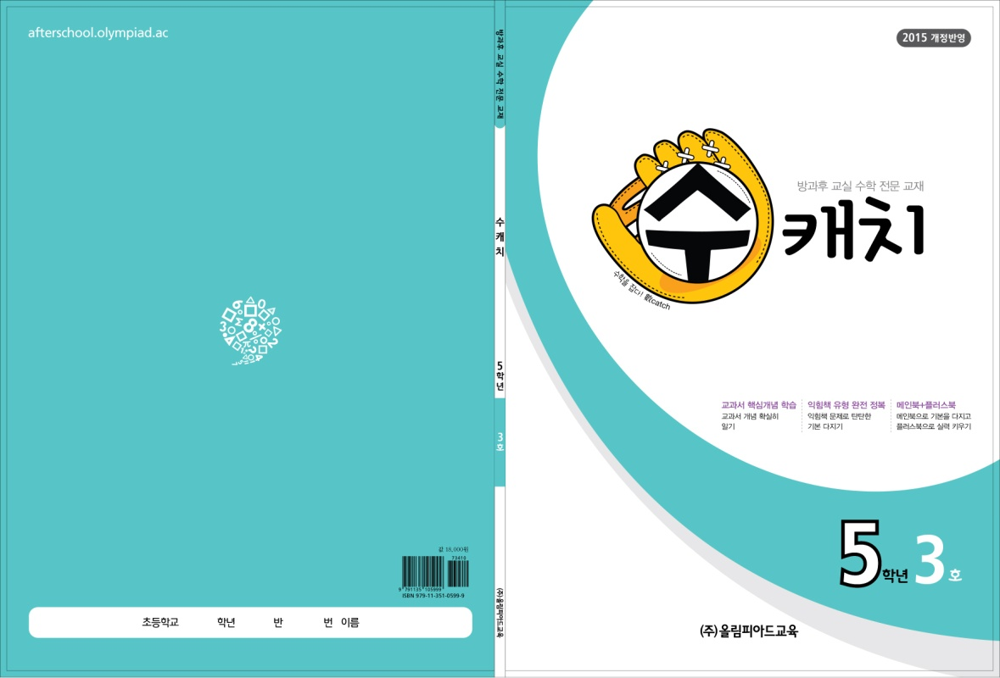 afterschool.olympiad.ac
값 18,000원
73410
9 791135 105999
ISBN 979-11-351-0599-9
초등학교 학년 반 번 이름
방과후 교실 수학 전문 교재
수캐치
5학년
3호
(주)올림피아드교육
2015 개정반영
방과후 교실 수학 전문 교재
수캐치
수학을 잡다! 數(catch
교과서 핵심개념 학습
교과서 개념 확실히
알기
익힘책 유형 완전 정복
익힘책 문제로 탄탄한
기본 다지기
메인북+플러스북
메인북으로 기본을 다지고
플러스북으로 실력 키우기
5학년 3호
(주)올림피아드교육